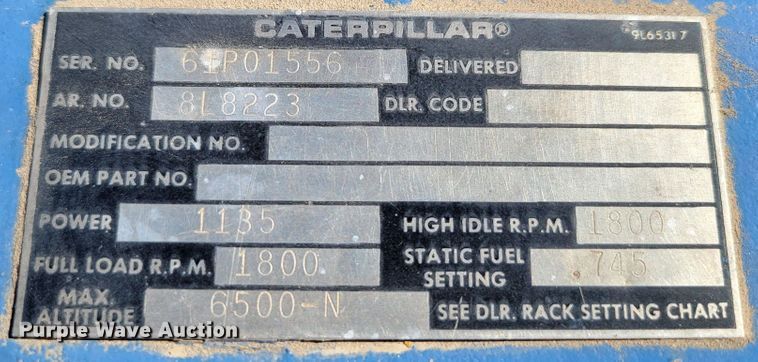 CATERPILLAR®
9L6531 7
SER. NO. 61P01556 DELIVERED
AR. NO. 8L8223 DLR. CODE
MODIFICATION NO.
OEM PART NO.
POWER 1135 HIGH IDLE R.P.M. 1800
FULL LOAD R.P.M. 1800 STATIC FUEL SETTING 745
MAX. ALTITUDE 6500-N SEE DLR. RACK SETTING CHART
Purple Wave Auction